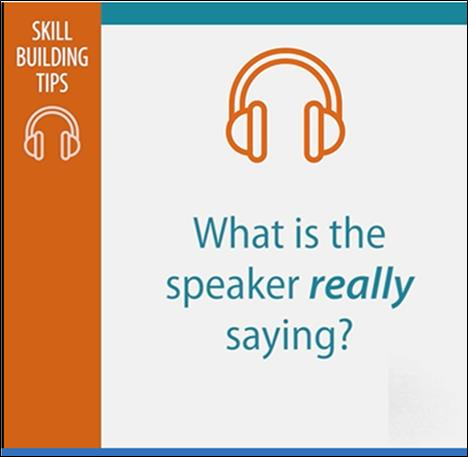 SKILL
BUILDING
TIPS
What is the
speaker really
saying?